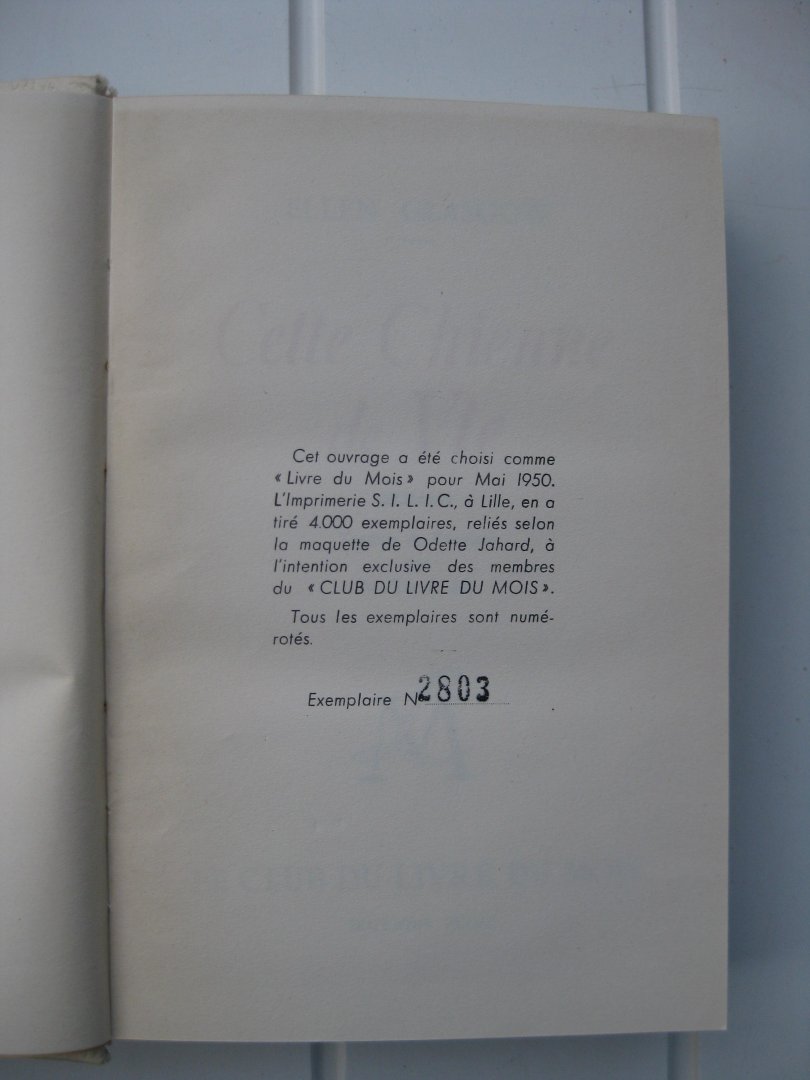 Cette Chienne
Cet ouvrage a été choisi comme
« Livre du Mois » pour Mai 1950.
L'Imprimerie S. I. L. I. C., à Lille, en a
tiré 4.000 exemplaires, reliés selon
la maquette de Odette Jahard, à
l'intention exclusive des membres
du « CLUB DU LIVRE DU MOIS ».
Tous les exemplaires sont numé-
rotés.
Exemplaire N° 2803